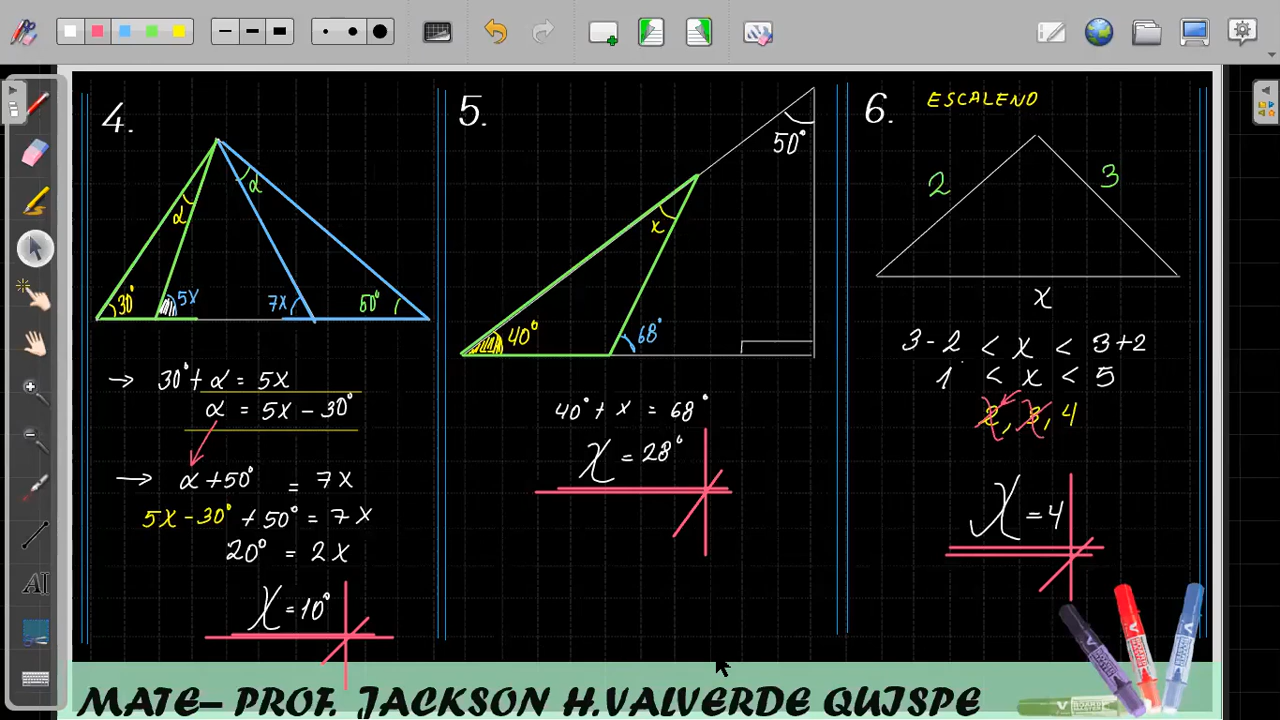 4.
α
α
30°
5x
7x
50°
→ 30° + α = 5x
α = 5x - 30°
→ α + 50° = 7x
5x - 30° + 50° = 7x
20° = 2x
x = 10°
5.
50°
x
40°
68°
40° + x = 68°
x = 28°
6. ESCALENO
2
3
x
3 - 2 < x < 3 + 2
1 < x < 5
2, 3, 4
x = 4
MATE– PROF. JACKSON H.VALVERDE QUISPE